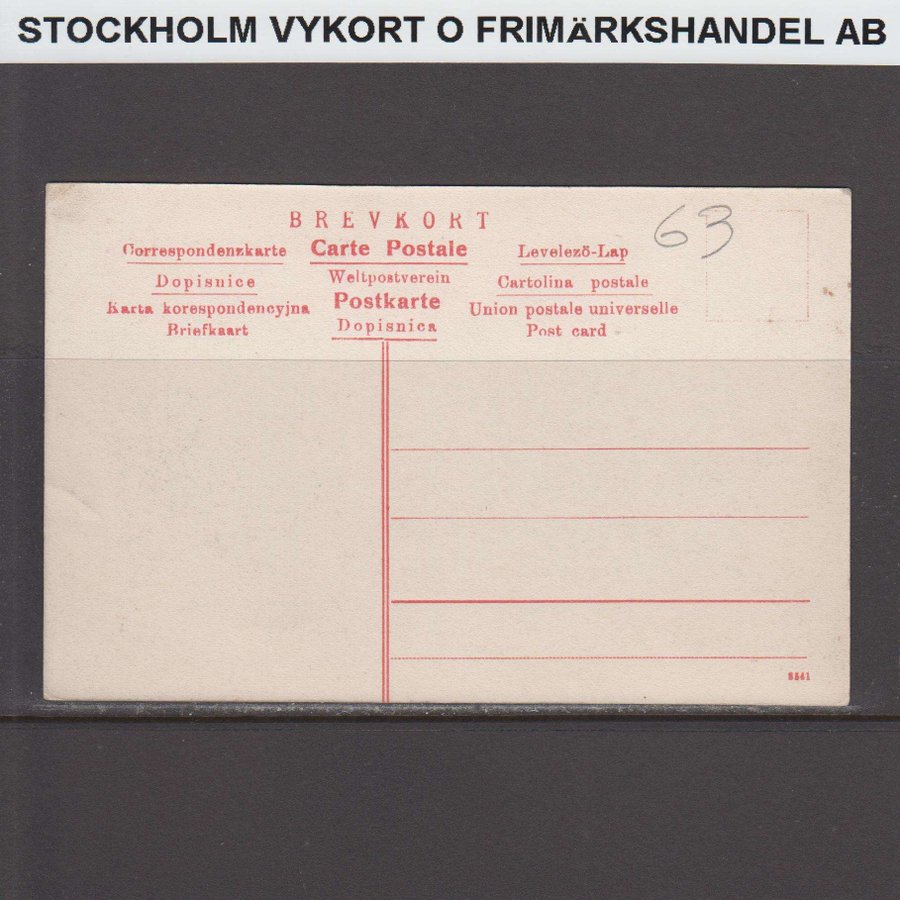 STOCKHOLM VYKORT O FRIMÄRKSHANDEL AB
BREVKORT
63
Correspondenzkarte Carte Postale Levelező-Lap
Dopisnice Weltpostverein Cartolina postale
Karta korespondencyjna Postkarte Union postale universelle
Briefkaart Dopisnica Post card
8541